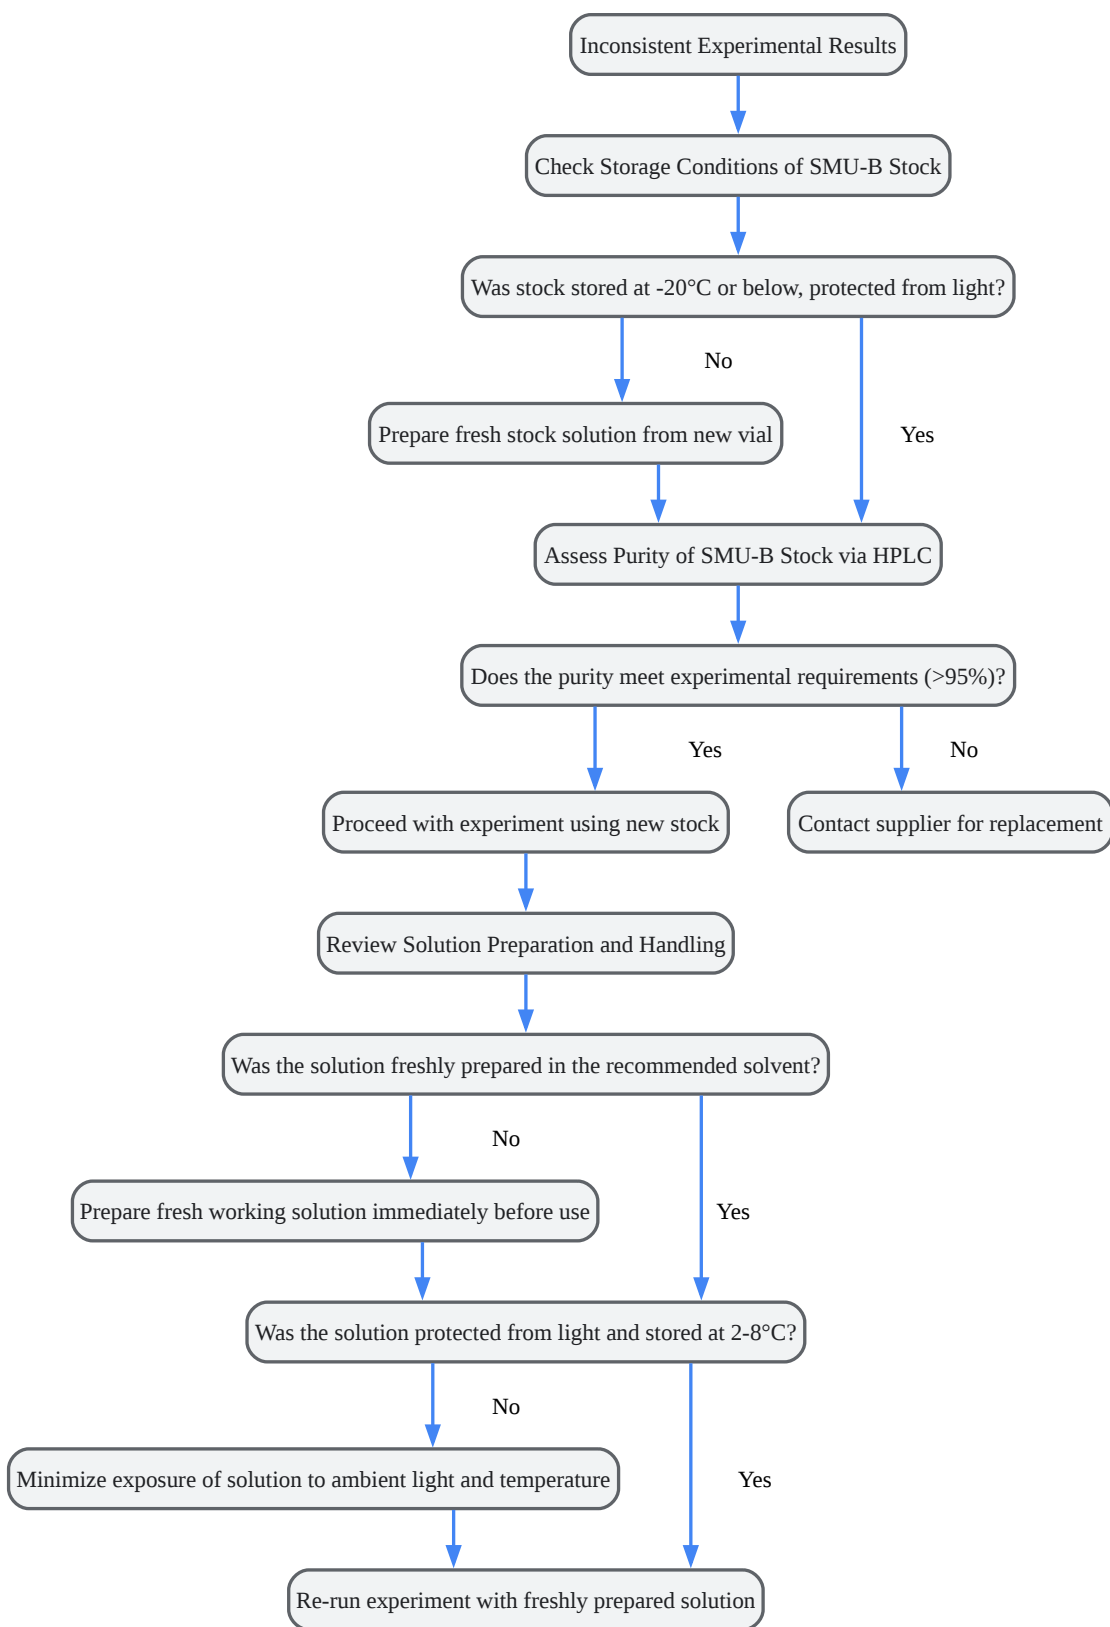 Inconsistent Experimental Results
Check Storage Conditions of SMU-B Stock
Was stock stored at -20°C or below, protected from light?
No
Prepare fresh stock solution from new vial
Yes
Assess Purity of SMU-B Stock via HPLC
Does the purity meet experimental requirements (>95%)?
Yes
No
Proceed with experiment using new stock
Contact supplier for replacement
Review Solution Preparation and Handling
Was the solution freshly prepared in the recommended solvent?
No
Prepare fresh working solution immediately before use
Yes
Was the solution protected from light and stored at 2-8°C?
No
Minimize exposure of solution to ambient light and temperature
Yes
Re-run experiment with freshly prepared solution